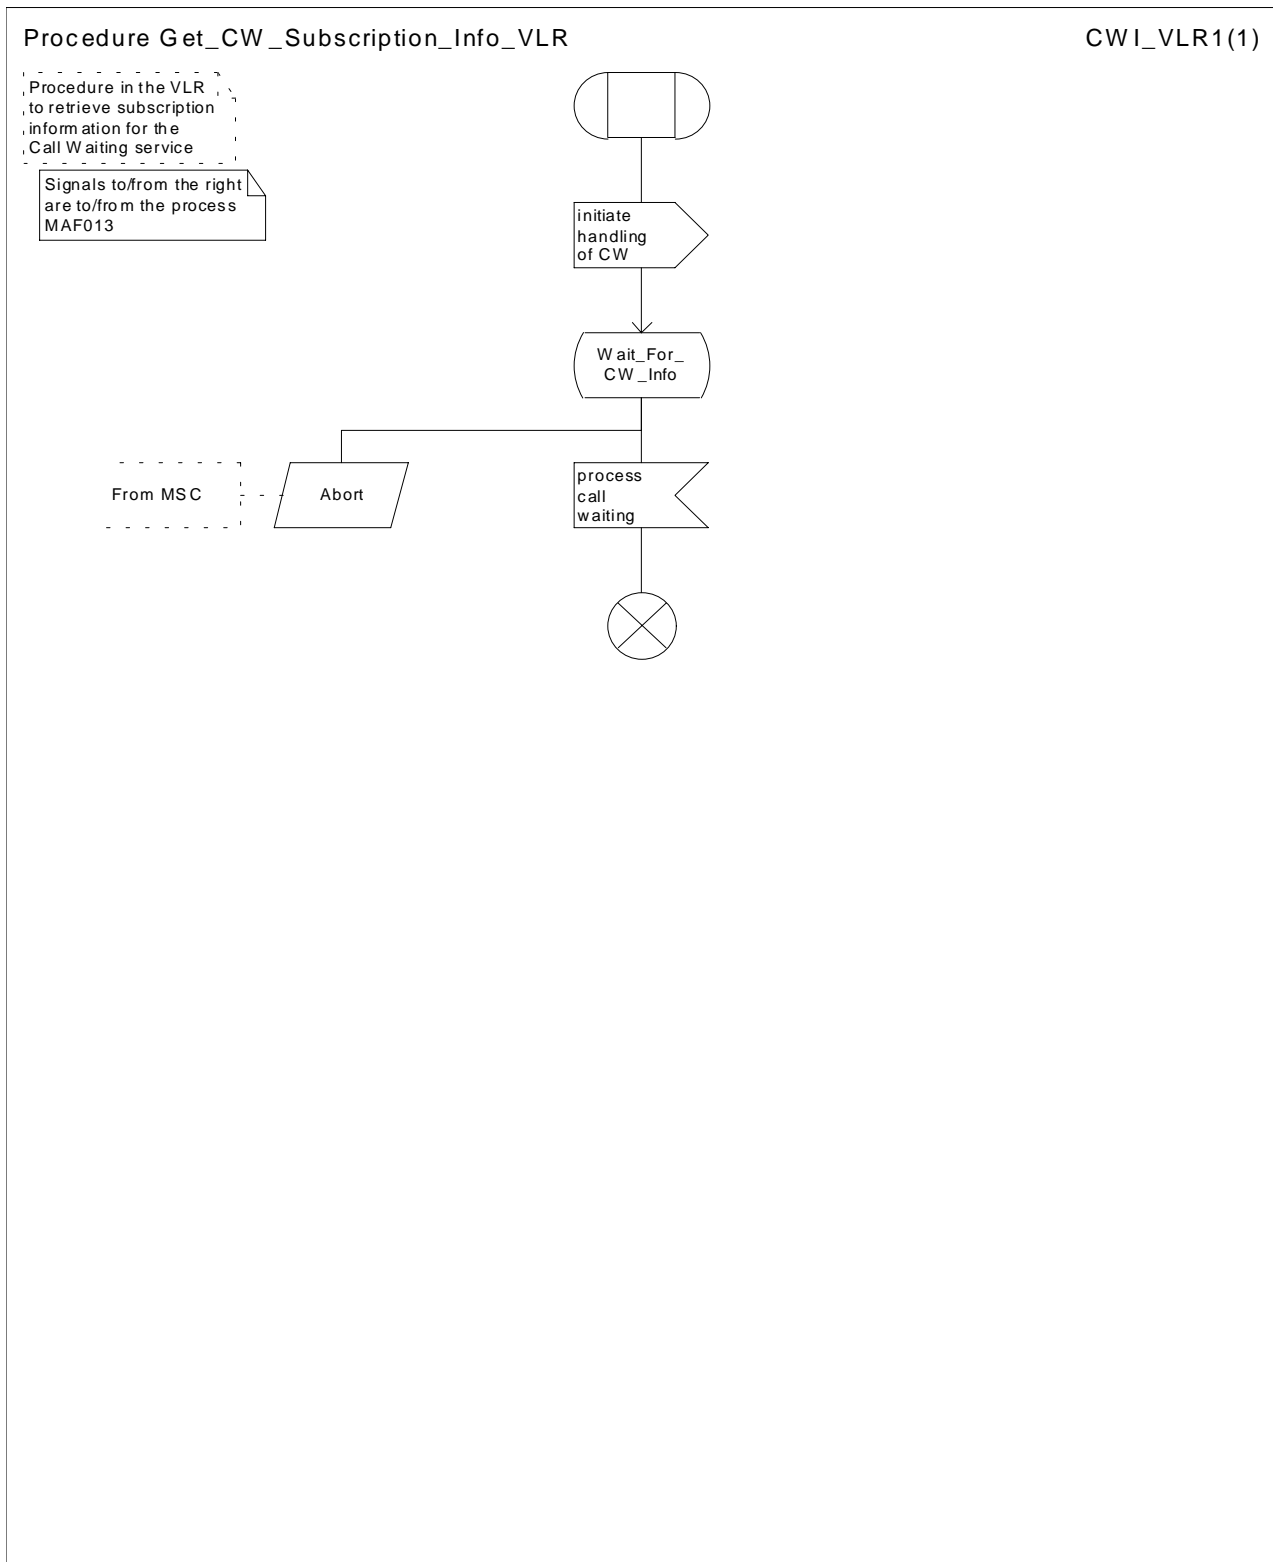 Procedure Get_CW_Subscription_Info_VLR
CWI_VLR1(1)
Procedure in the VLR
to retrieve subscription
information for the
Call Waiting service
Signals to/from the right
are to/from the process
MAF013
initiate
handling
of CW
Wait_For_
CW_Info
From MSC
Abort
process
call
waiting